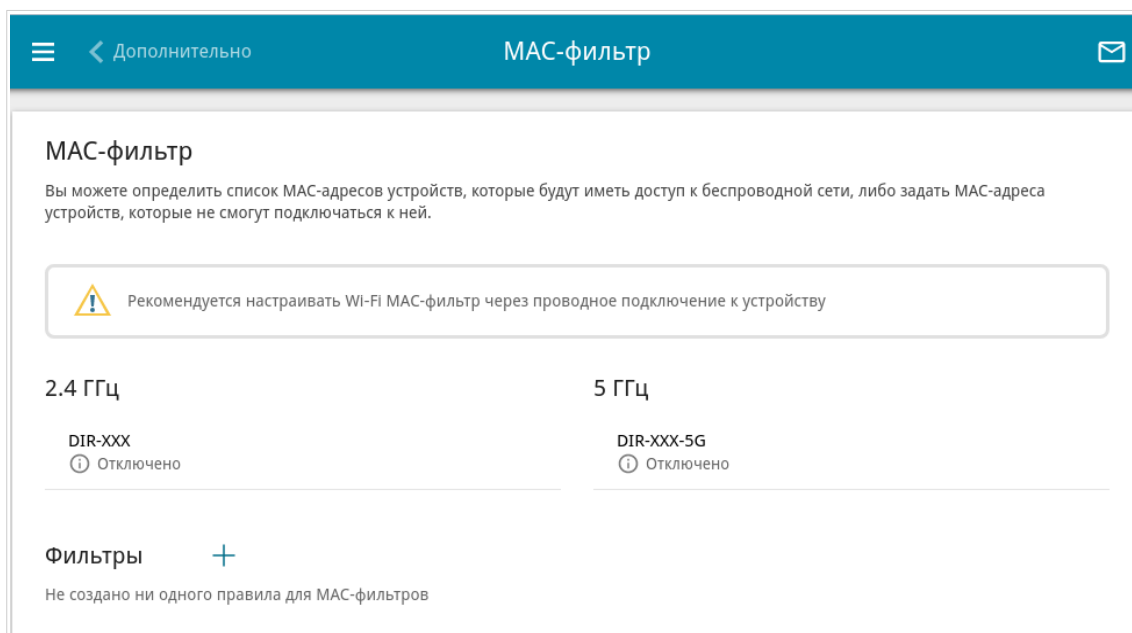 Дополнительно
MAC-фильтр
MAC-фильтр
Вы можете определить список MAC-адресов устройств, которые будут иметь доступ к беспроводной сети, либо задать MAC-адреса
устройств, которые не смогут подключаться к ней.
Рекомендуется настраивать Wi-Fi MAC-фильтр через проводное подключение к устройству
2.4 ГГц
DIR-XXX
Отключено
5 ГГц
DIR-XXX-5G
Отключено
Фильтры
Не создано ни одного правила для MAC-фильтров